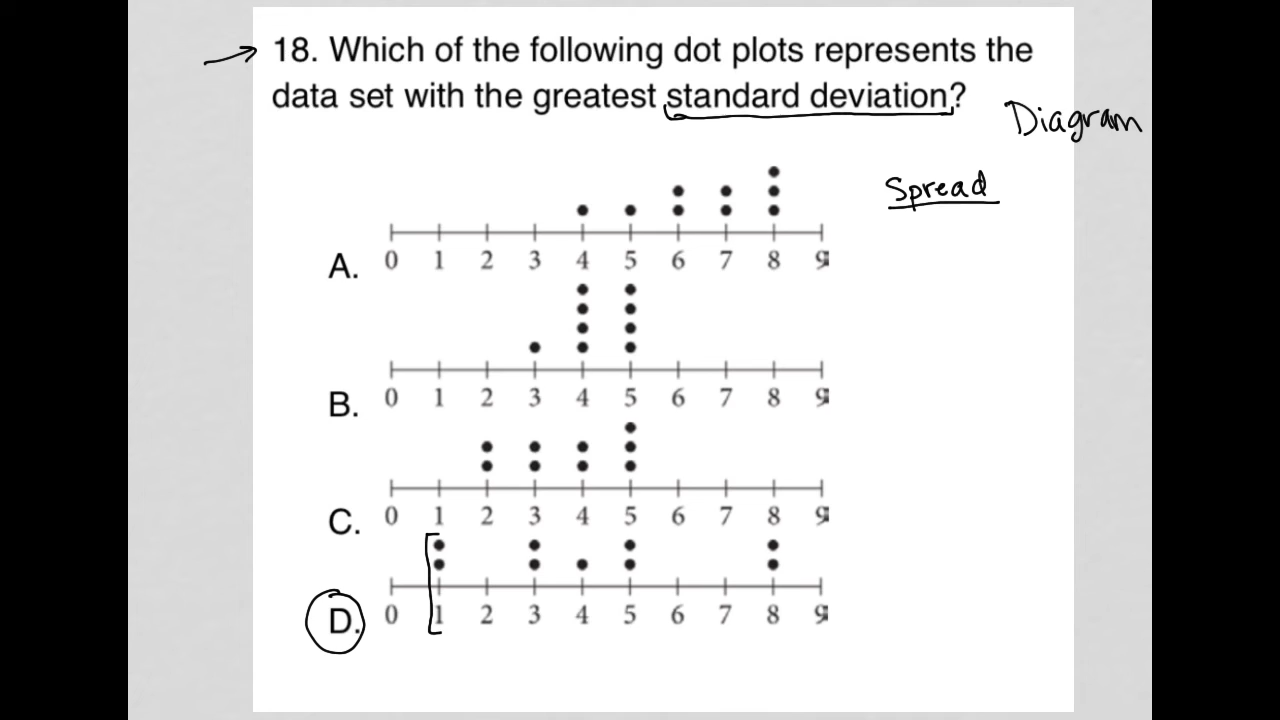 18. Which of the following dot plots represents the
data set with the greatest standard deviation?
Diagram
Spread
A. 0 1 2 3 4 5 6 7 8 9
B. 0 1 2 3 4 5 6 7 8 9
C. 0 1 2 3 4 5 6 7 8 9
D. 0 1 2 3 4 5 6 7 8 9